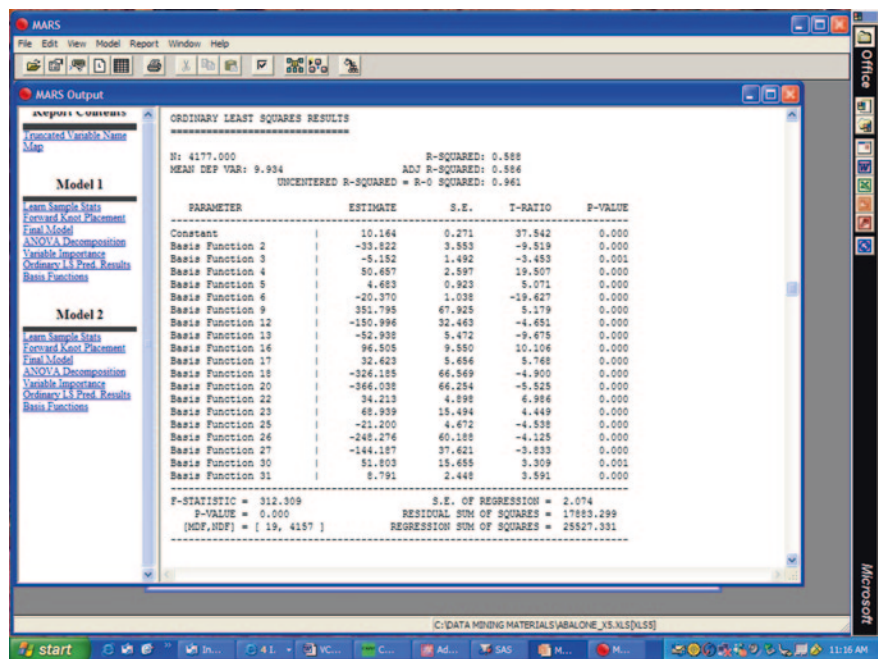 MARS
File Edit View Model Report Window Help
MARS Output
Report Contents
Truncated Variable Name
Map
Model 1
Learn Sample Stats
Forward Knot Placement
Final Model
ANOVA Decomposition
Variable Importance
Ordinary LS Pred. Results
Basis Functions
Model 2
Learn Sample Stats
Forward Knot Placement
Final Model
ANOVA Decomposition
Variable Importance
Ordinary LS Pred. Results
Basis Functions
ORDINARY LEAST SQUARES RESULTS
==============================
N: 4177.000 R-SQUARED: 0.588
MEAN DEP VAR: 9.934 ADJ R-SQUARED: 0.586
UNCENTERED R-SQUARED = R-0 SQUARED: 0.961
PARAMETER ESTIMATE S.E. T-RATIO P-VALUE
Constant | 10.164 0.271 37.542 0.000
Basis Function 2 | -33.822 3.553 -9.519 0.000
Basis Function 3 | -5.152 1.492 -3.453 0.001
Basis Function 4 | 50.657 2.597 19.507 0.000
Basis Function 5 | 4.683 0.923 5.071 0.000
Basis Function 6 | -20.370 1.038 -19.627 0.000
Basis Function 9 | 351.795 67.925 5.179 0.000
Basis Function 12 | -150.996 32.463 -4.651 0.000
Basis Function 13 | -52.938 5.472 -9.675 0.000
Basis Function 16 | 96.505 9.550 10.106 0.000
Basis Function 17 | 32.623 5.656 5.768 0.000
Basis Function 18 | -326.185 66.569 -4.900 0.000
Basis Function 20 | -366.038 66.254 -5.525 0.000
Basis Function 22 | 34.213 4.898 6.986 0.000
Basis Function 23 | 68.939 15.494 4.449 0.000
Basis Function 25 | -21.200 4.672 -4.538 0.000
Basis Function 26 | -248.276 60.188 -4.125 0.000
Basis Function 27 | -144.187 37.621 -3.833 0.000
Basis Function 30 | 51.803 15.655 3.309 0.001
Basis Function 31 | 8.791 2.448 3.591 0.000
F-STATISTIC = 312.309 S.E. OF REGRESSION = 2.074
P-VALUE = 0.000 RESIDUAL SUM OF SQUARES = 17883.299
[MDF,NDF] = [ 19, 4157 ] REGRESSION SUM OF SQUARES = 25527.331
C:\DATA MINING MATERIALS\ABALONE_X5.XLS[XLS5]
Office
Microsoft
start In... 4 I. VC... C... Ad... SAS M... M... 11:16 AM